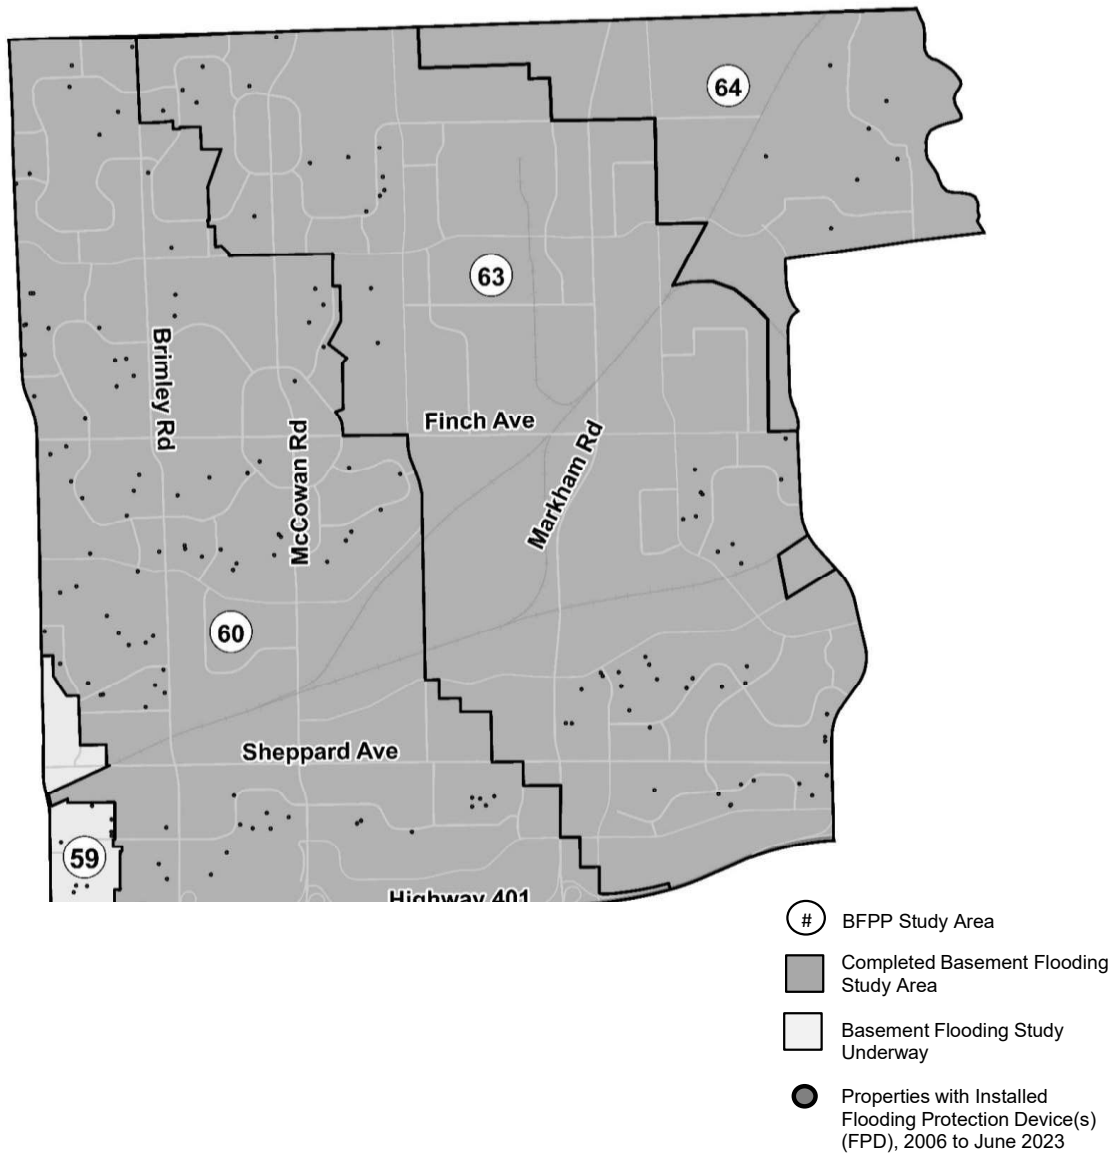 64
63
Brimley Rd
Finch Ave
McCowan Rd
Markham Rd
60
Sheppard Ave
59
Highway 401
# BFPP Study Area
Completed Basement Flooding
Study Area
Basement Flooding Study
Underway
Properties with Installed
Flooding Protection Device(s)
(FPD), 2006 to June 2023